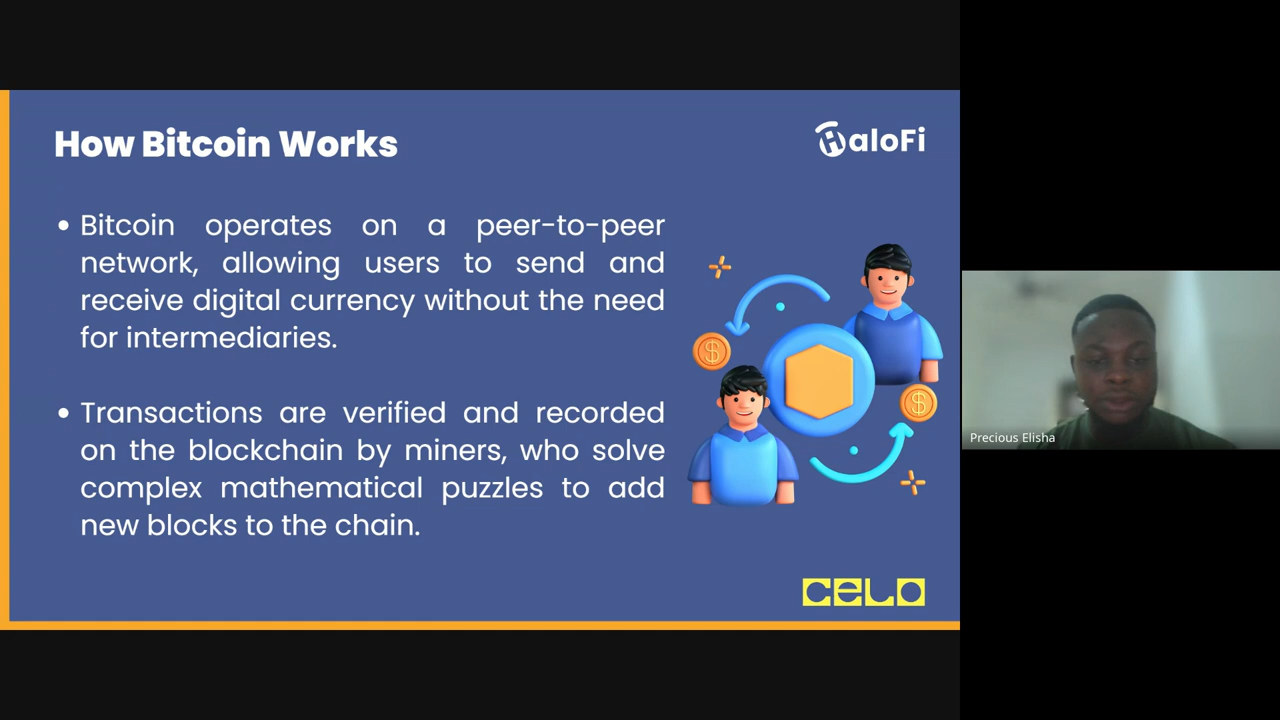 How Bitcoin Works
HaloFi
• Bitcoin operates on a peer-to-peer
network, allowing users to send and
receive digital currency without the need
for intermediaries.
• Transactions are verified and recorded
on the blockchain by miners, who solve
complex mathematical puzzles to add
new blocks to the chain.
$
$
CELO
Precious Elisha